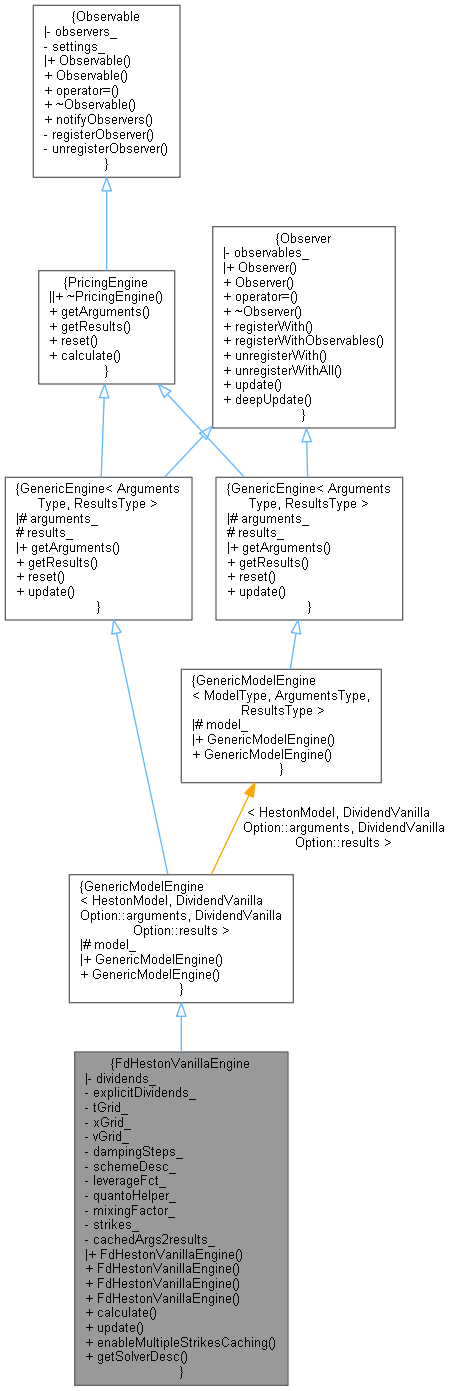 {Observable
|- observers_
- settings_
|+ Observable()
+ Observable()
+ operator=()
+ ~Observable()
+ notifyObservers()
- registerObserver()
- unregisterObserver()
}
{Observer
|- observables_
|+ Observer()
+ Observer()
+ operator=()
+ ~Observer()
+ registerWith()
+ registerWithObservables()
+ unregisterWith()
+ unregisterWithAll()
+ update()
+ deepUpdate()
}
{PricingEngine
||+ ~PricingEngine()
+ getArguments()
+ getResults()
+ reset()
+ calculate()
}
{GenericEngine< Arguments
Type, ResultsType >
|# arguments_
# results_
|+ getArguments()
+ getResults()
+ reset()
+ update()
}
{GenericEngine< Arguments
Type, ResultsType >
|# arguments_
# results_
|+ getArguments()
+ getResults()
+ reset()
+ update()
}
{GenericModelEngine
< ModelType, ArgumentsType,
ResultsType >
|# model_
|+ GenericModelEngine()
+ GenericModelEngine()
}
< HestonModel, DividendVanilla
Option::arguments, DividendVanilla
Option::results >
{GenericModelEngine
< HestonModel, DividendVanilla
Option::arguments, DividendVanilla
Option::results >
|# model_
|+ GenericModelEngine()
+ GenericModelEngine()
}
{FdHestonVanillaEngine
|- dividends_
- explicitDividends_
- tGrid_
- xGrid_
- vGrid_
- dampingSteps_
- schemeDesc_
- leverageFct_
- quantoHelper_
- mixingFactor_
- strikes_
- cachedArgs2results_
|+ FdHestonVanillaEngine()
+ FdHestonVanillaEngine()
+ FdHestonVanillaEngine()
+ FdHestonVanillaEngine()
+ calculate()
+ update()
+ enableMultipleStrikesCaching()
+ getSolverDesc()
}